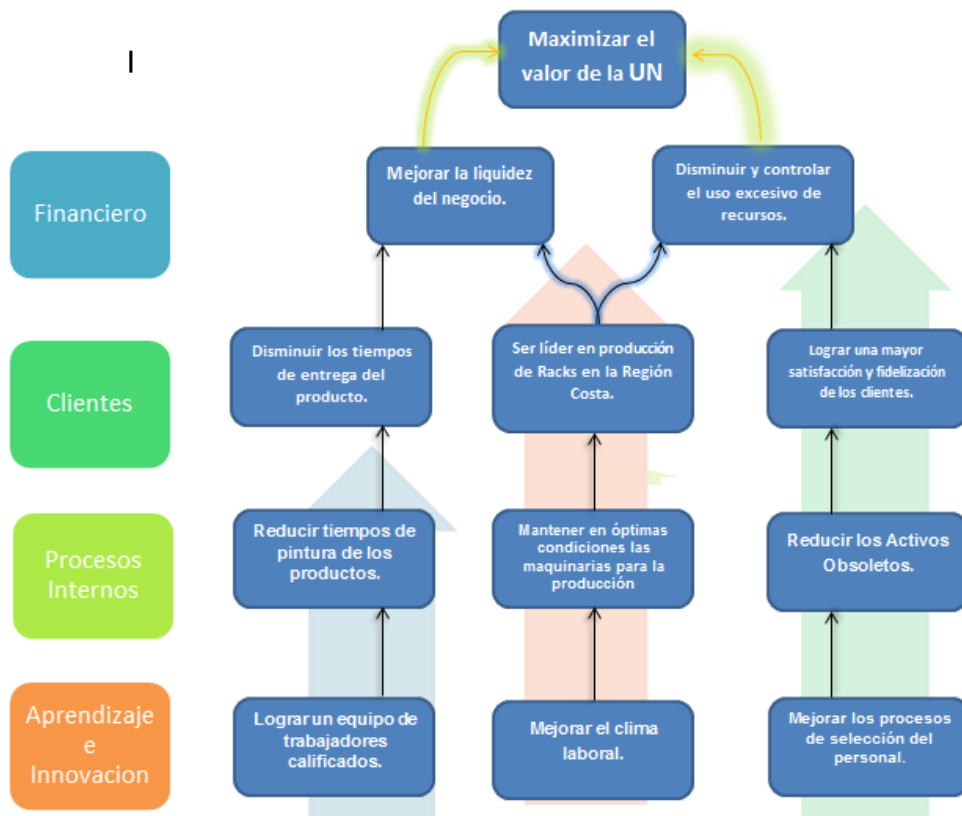 I
Maximizar el
valor de la UN
Financiero
Mejorar la liquidez
del negocio.
Disminuir y controlar
el uso excesivo de
recursos.
Clientes
Disminuir los tiempos
de entrega del
producto.
Ser líder en producción
de Racks en la Región
Costa.
Lograr una mayor
satisfacción y fidelización
de los clientes.
Procesos
Internos
Reducir tiempos de
pintura de los
productos.
Mantener en óptimas
condiciones las
maquinarias para la
producción
Reducir los Activos
Obsoletos.
Aprendizaje
e
Innovacion
Lograr un equipo de
trabajadores
calificados.
Mejorar el clima
laboral.
Mejorar los procesos
de selección del
personal.